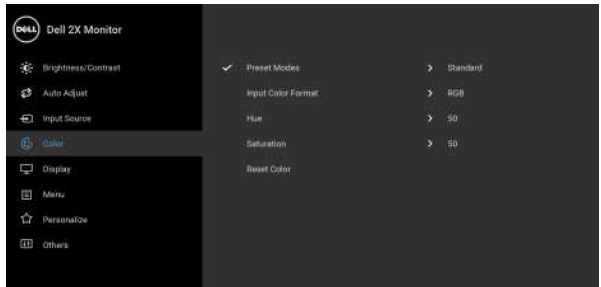 DELL Dell 2X Monitor
Brightness/Contrast
Auto Adjust
Input Source
Color
Display
Menu
Personalize
Others
Preset Modes > Standard
Input Color Format > RGB
Hue > 50
Saturation > 50
Reset Color